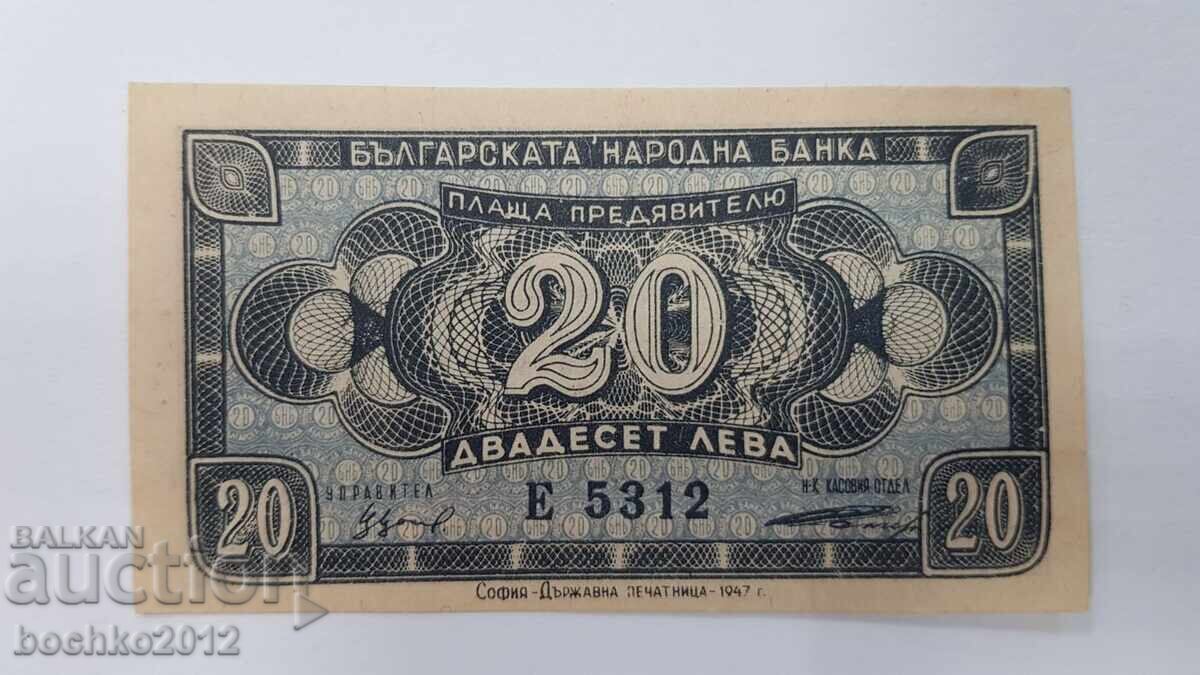 БЪЛГАРСКАТА НАРОДНА БАНКА
ПЛАЩА ПРЕДЯВИТЕЛЮ
20
ДВАДЕСЕТ ЛЕВА
УПРАВИТЕЛ
Е 5312
Н-К КАСОВИЯ ОТДЕЛ
20
20
СОФИЯ - ДЪРЖАВНА ПЕЧАТНИЦА - 1947 г.
BALKAN
auction
bochko2012